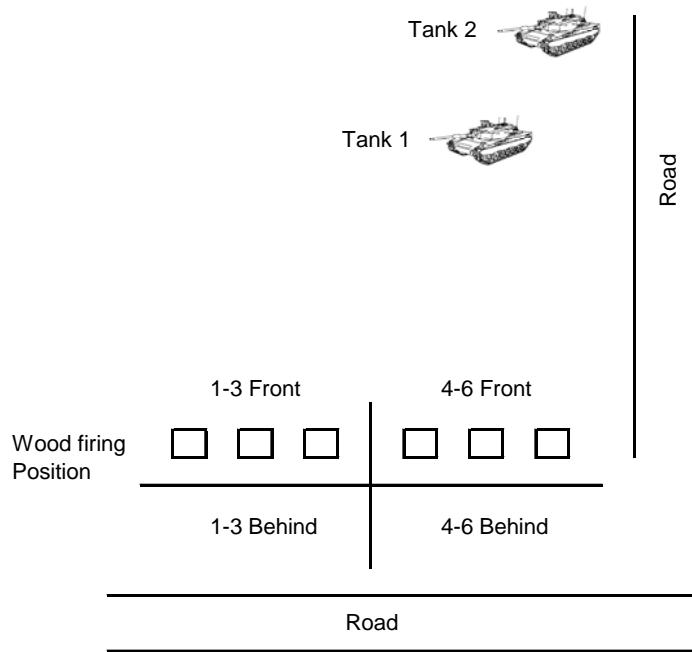 Tank 2
Tank 1
Road
1-3 Front
4-6 Front
Wood firing
Position
1-3 Behind
4-6 Behind
Road